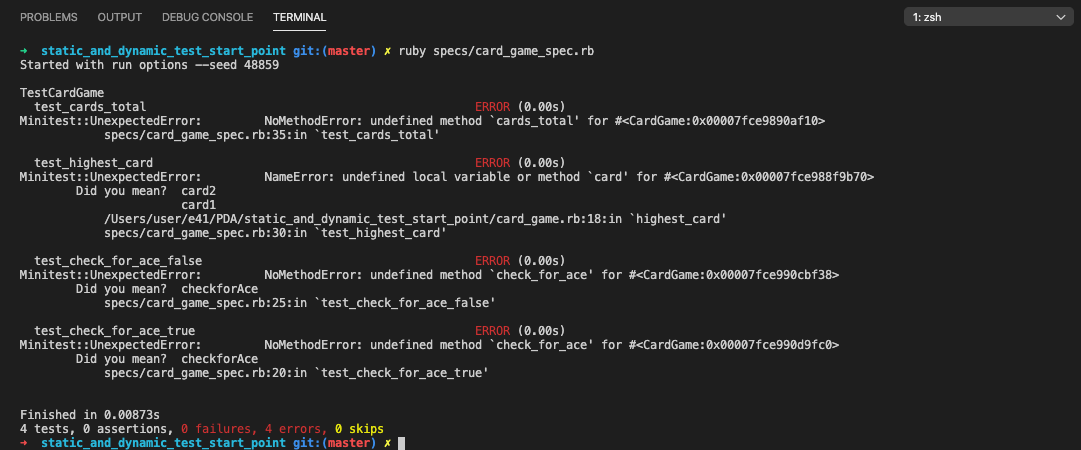 PROBLEMS OUTPUT DEBUG CONSOLE TERMINAL 1: zsh
➜ static_and_dynamic_test_start_point git:(master) ✗ ruby specs/card_game_spec.rb
Started with run options --seed 48859
TestCardGame
test_cards_total ERROR (0.00s)
Minitest::UnexpectedError: NoMethodError: undefined method `cards_total' for #<CardGame:0x00007fce9890af10>
specs/card_game_spec.rb:35:in `test_cards_total'
test_highest_card ERROR (0.00s)
Minitest::UnexpectedError: NameError: undefined local variable or method `card' for #<CardGame:0x00007fce988f9b70>
Did you mean? card2
card1
/Users/user/e41/PDA/static_and_dynamic_test_start_point/card_game.rb:18:in `highest_card'
specs/card_game_spec.rb:30:in `test_highest_card'
test_check_for_ace_false ERROR (0.00s)
Minitest::UnexpectedError: NoMethodError: undefined method `check_for_ace' for #<CardGame:0x00007fce990cbf38>
Did you mean? checkforAce
specs/card_game_spec.rb:25:in `test_check_for_ace_false'
test_check_for_ace_true ERROR (0.00s)
Minitest::UnexpectedError: NoMethodError: undefined method `check_for_ace' for #<CardGame:0x00007fce990d9fc0>
Did you mean? checkforAce
specs/card_game_spec.rb:20:in `test_check_for_ace_true'
Finished in 0.00873s
4 tests, 0 assertions, 0 failures, 4 errors, 0 skips
➜ static_and_dynamic_test_start_point git:(master) ✗